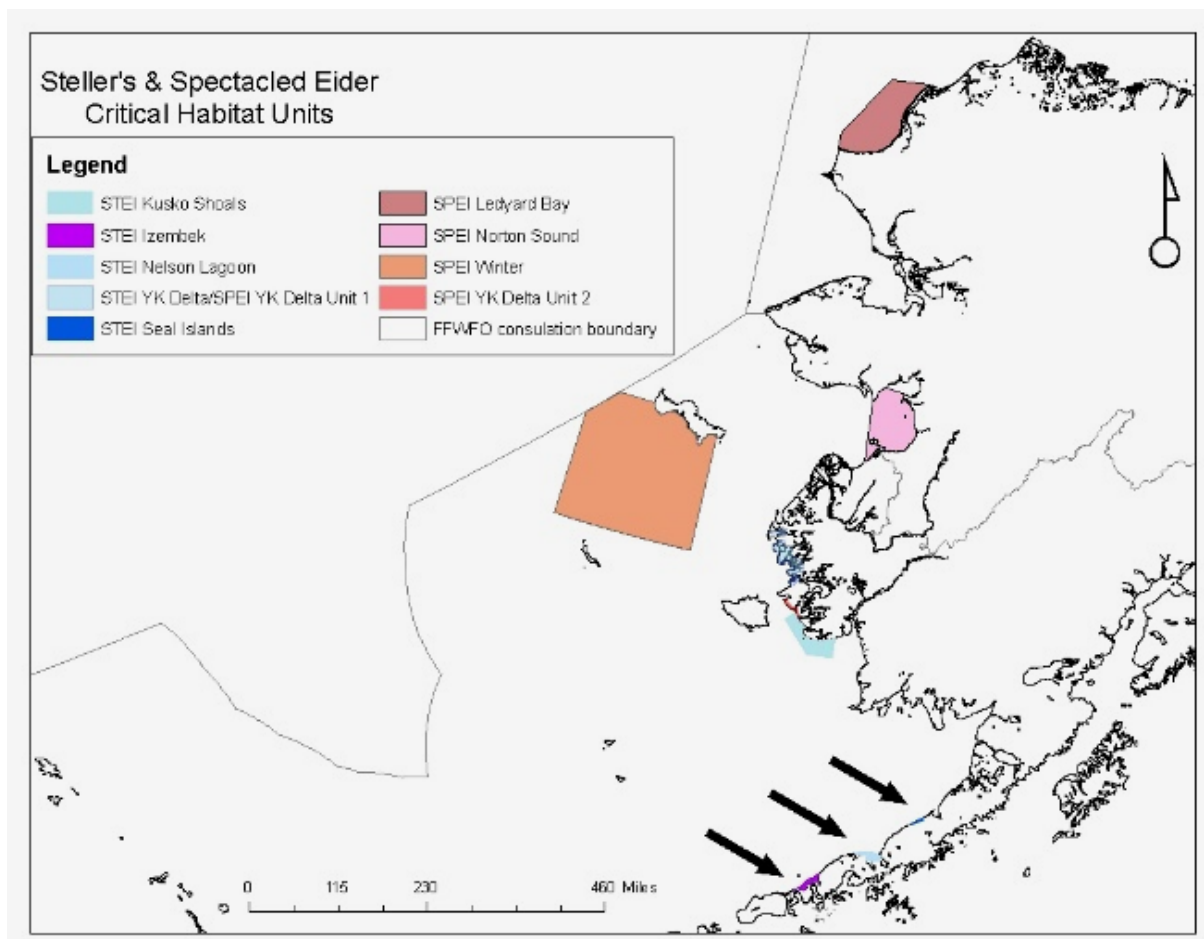 Steller's & Spectacled Eider
Critical Habitat Units
Legend
STEI Kusko Shoals
STEI Izembek
STEI Nelson Lagoon
STEI YK Delta/SPEI YK Delta Unit 1
STEI Seal Islands
SPEI Ledyard Bay
SPEI Norton Sound
SPEI Winter
SPEI YK Delta Unit 2
FFWFO consulation boundary
0 115 230 460 Miles